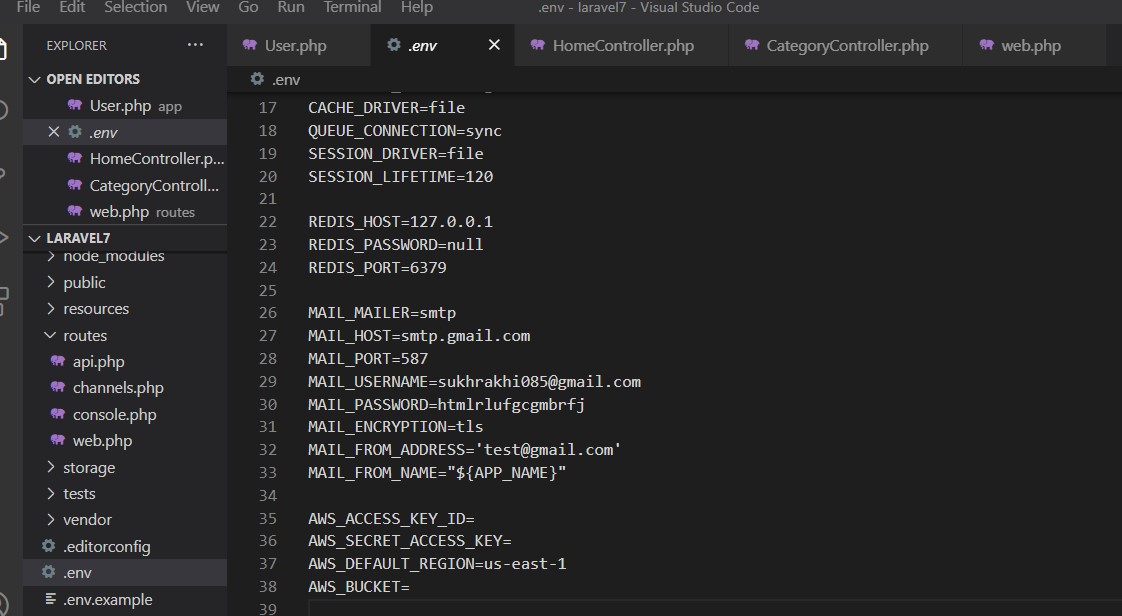 File Edit Selection View Go Run Terminal Help .env - laravel7 - Visual Studio Code
EXPLORER ...
OPEN EDITORS
User.php app
.env
HomeController.p...
CategoryControll...
web.php routes
LARAVEL7
node_modules
public
resources
routes
api.php
channels.php
console.php
web.php
storage
tests
vendor
.editorconfig
.env
.env.example
User.php .env HomeController.php CategoryController.php web.php
.env
17 CACHE_DRIVER=file
18 QUEUE_CONNECTION=sync
19 SESSION_DRIVER=file
20 SESSION_LIFETIME=120
21
22 REDIS_HOST=127.0.0.1
23 REDIS_PASSWORD=null
24 REDIS_PORT=6379
25
26 MAIL_MAILER=smtp
27 MAIL_HOST=smtp.gmail.com
28 MAIL_PORT=587
29 MAIL_USERNAME=sukhrakhi085@gmail.com
30 MAIL_PASSWORD=htmlrlufgcgmbrfj
31 MAIL_ENCRYPTION=tls
32 MAIL_FROM_ADDRESS='test@gmail.com'
33 MAIL_FROM_NAME="${APP_NAME}"
34
35 AWS_ACCESS_KEY_ID=
36 AWS_SECRET_ACCESS_KEY=
37 AWS_DEFAULT_REGION=us-east-1
38 AWS_BUCKET=
39